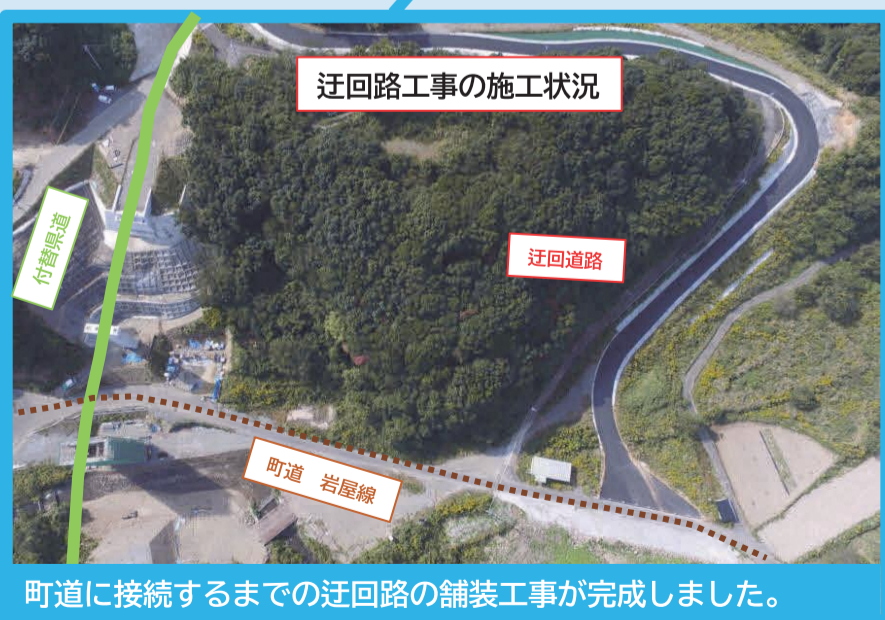 迂回路工事の施工状況
付替県道
迂回道路
町道　岩屋線
町道に接続するまでの迂回路の舗装工事が完成しました。